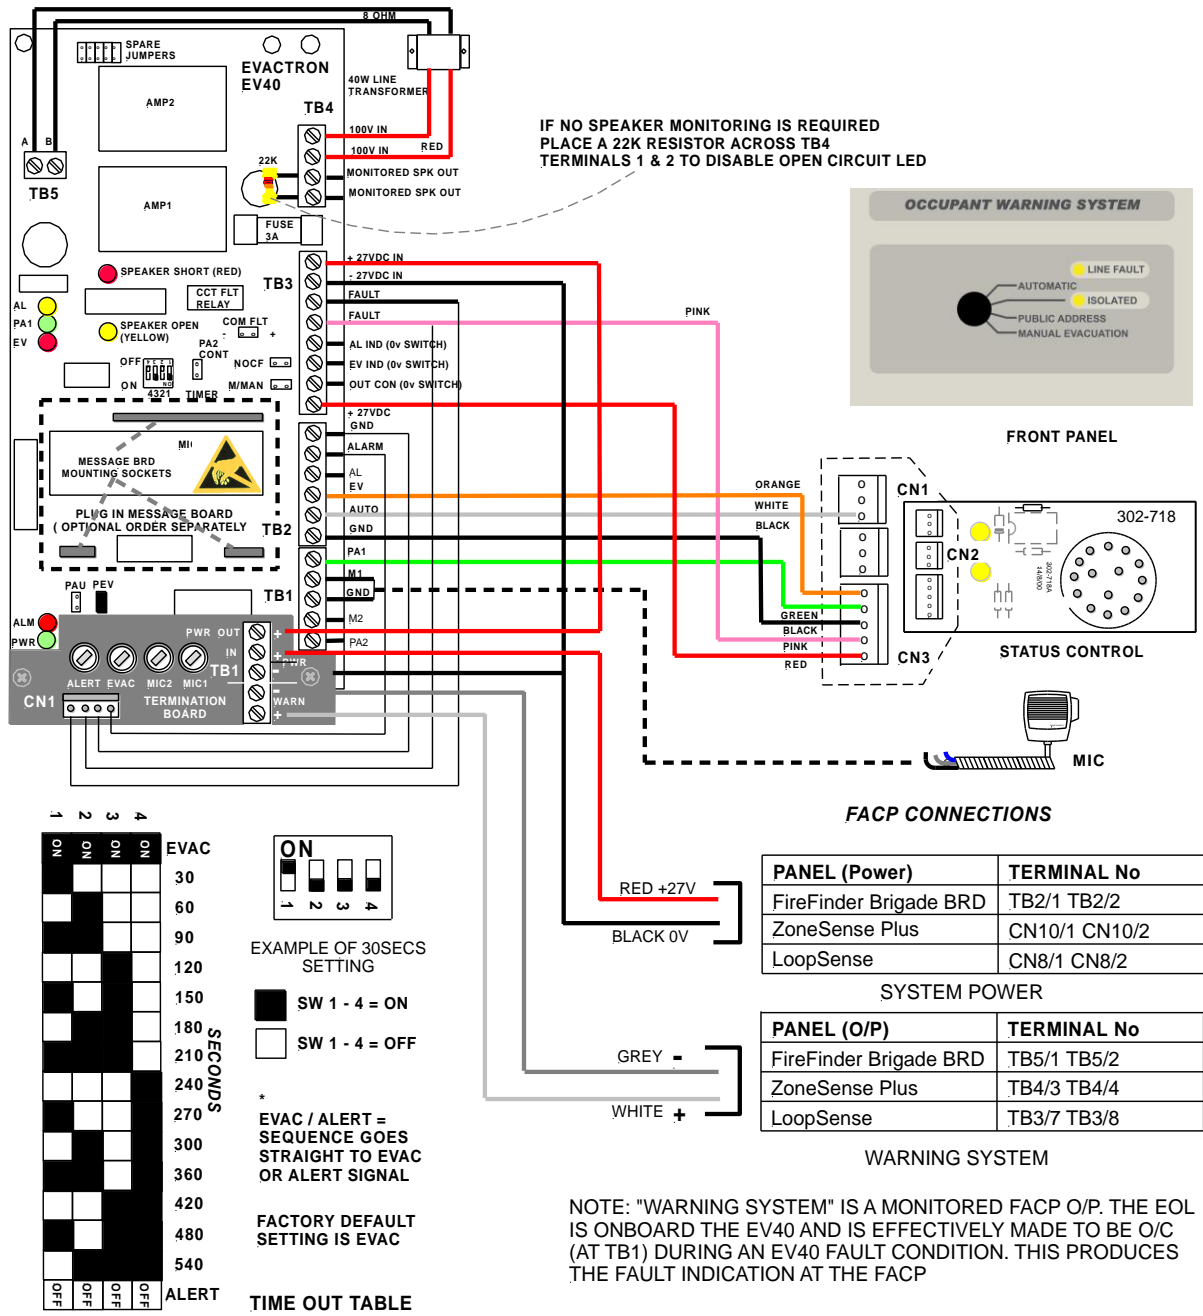 8 OHM
SPARE
JUMPERS
EVACTRON
EV40
AMP2
40W LINE
TRANSFORMER
TB4
100V IN
100V IN
RED
MONITORED SPK OUT
MONITORED SPK OUT
IF NO SPEAKER MONITORING IS REQUIRED
PLACE A 22K RESISTOR ACROSS TB4
TERMINALS 1 & 2 TO DISABLE OPEN CIRCUIT LED
A B
TB5
22K
AMP1
FUSE
3A
OCCUPANT WARNING SYSTEM
LINE FAULT
AUTOMATIC
ISOLATED
PUBLIC ADDRESS
MANUAL EVACUATION
FRONT PANEL
SPEAKER SHORT (RED)
CCT FLT
RELAY
TB3
+ 27VDC IN
- 27VDC IN
FAULT
FAULT
AL IND (0v SWITCH)
EV IND (0v SWITCH)
OUT CON (0v SWITCH)
+ 27VDC
AL
PA1
EV
SPEAKER OPEN
(YELLOW)
COM FLT
- +
PA2
CONT
OFF
ON
4321
NO
TIMER
NOCF
M/MAN
PINK
GND
ALARM
AL
EV
AUTO
GND
TB2
MESSAGE BRD
MOUNTING SOCKETS
PLUG IN MESSAGE BOARD
( OPTIONAL ORDER SEPARATELY
ORANGE
WHITE
BLACK
CN1
CN2
302-718
302-718A
14/8/00
PA1
M1
GND
M2
PA2
TB1
GREEN
BLACK
PINK
RED
CN3
STATUS CONTROL
PAU PEV
ALM
PWR
PWR OUT +
IN +
TB1 - PWR
- WARN
+
ALERT EVAC MIC2 MIC1
CN1
TERMINATION
BOARD
MIC
FACP CONNECTIONS
1 2 3 4
ON ON ON ON EVAC
30
60
90
120
150
180
210
240
270
300
360
420
480
540
OFF OFF OFF OFF ALERT
SECONDS
ON
1 2 3 4
EXAMPLE OF 30SECS
SETTING
SW 1 - 4 = ON
SW 1 - 4 = OFF
*
EVAC / ALERT =
SEQUENCE GOES
STRAIGHT TO EVAC
OR ALERT SIGNAL
FACTORY DEFAULT
SETTING IS EVAC
TIME OUT TABLE
RED +27V
BLACK 0V
PANEL (Power) TERMINAL No
FireFinder Brigade BRD TB2/1 TB2/2
ZoneSense Plus CN10/1 CN10/2
LoopSense CN8/1 CN8/2
SYSTEM POWER
GREY -
WHITE +
PANEL (O/P) TERMINAL No
FireFinder Brigade BRD TB5/1 TB5/2
ZoneSense Plus TB4/3 TB4/4
LoopSense TB3/7 TB3/8
WARNING SYSTEM
NOTE: "WARNING SYSTEM" IS A MONITORED FACP O/P. THE EOL
IS ONBOARD THE EV40 AND IS EFFECTIVELY MADE TO BE O/C
(AT TB1) DURING AN EV40 FAULT CONDITION. THIS PRODUCES
THE FAULT INDICATION AT THE FACP